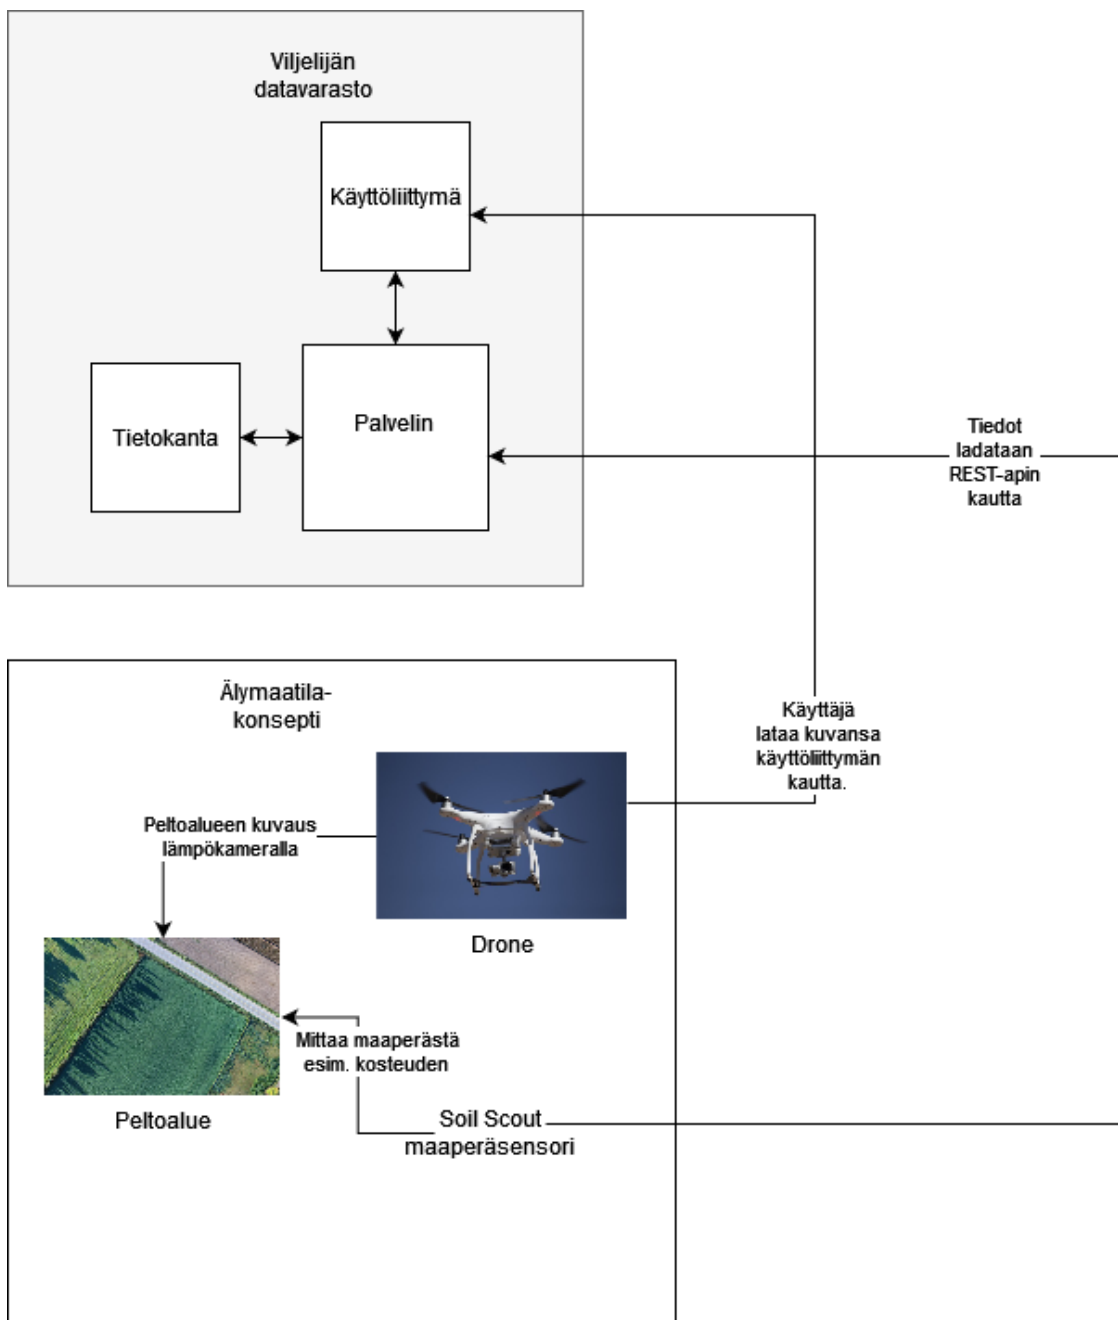 Viljelijän
datavarasto
Käyttöliittymä
Tietokanta
Palvelin
Tiedot
ladataan
REST-apin
kautta
Älymaatila-
konsepti
Käyttäjä
lataa kuvansa
käyttöliittymän
kautta.
Peltoalueen kuvaus
lämpökameralla
Drone
Mittaa maaperästä
esim. kosteuden
Peltoalue
Soil Scout
maaperäsensori